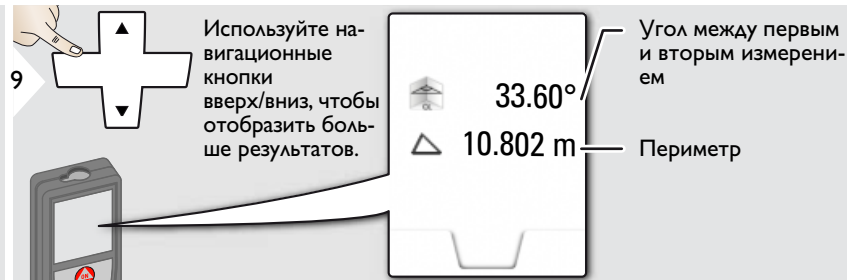 9
Используйте на-
вигационные
кнопки
вверх/вниз, чтобы
отобразить боль-
ше результатов.
33.60°
α
10.802 m
Угол между первым
и вторым измерени-
ем
Периметр
ON